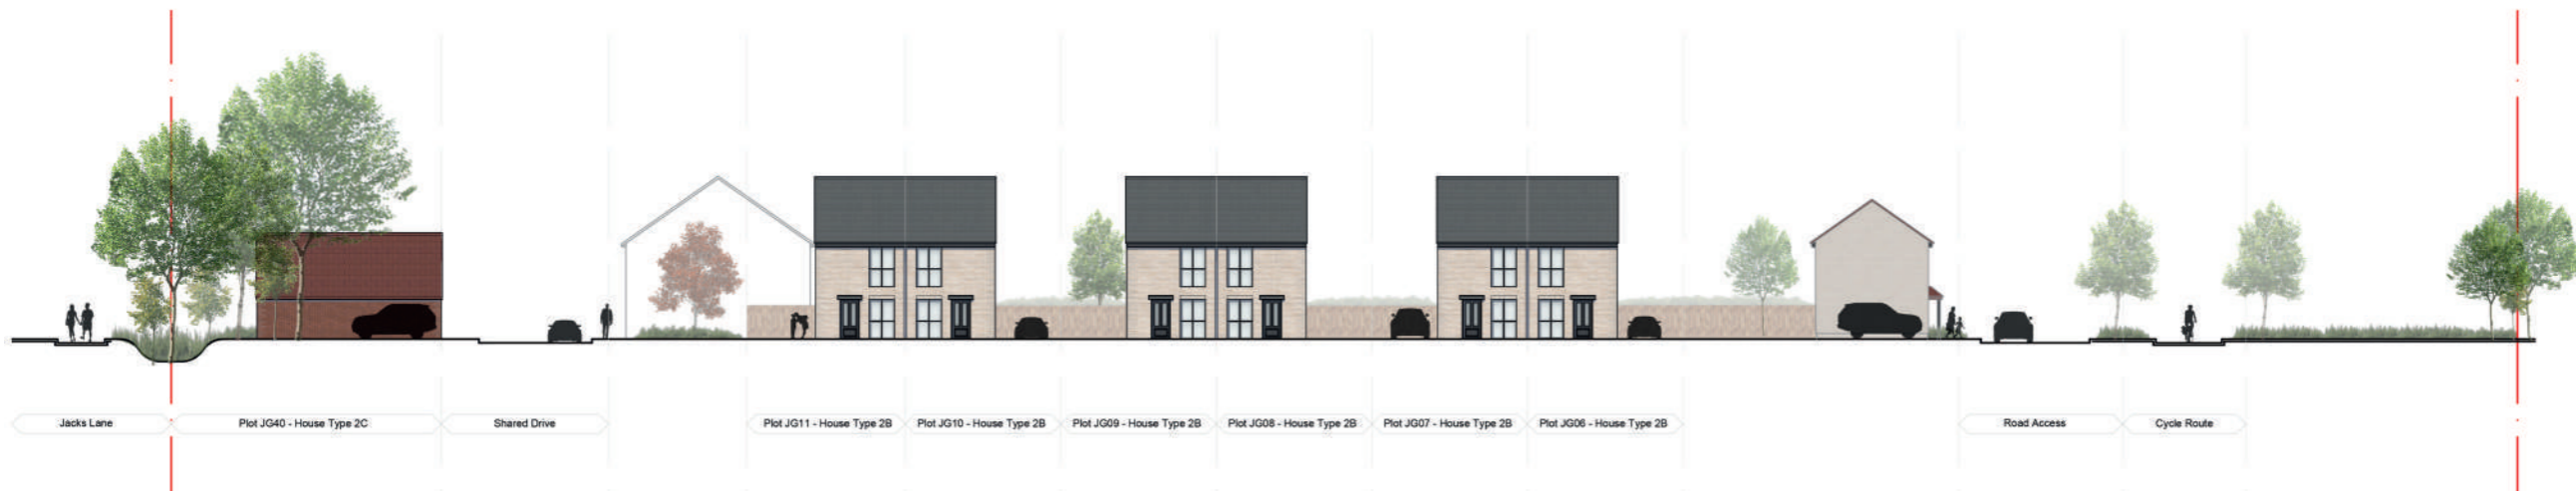 Jacks Lane
Plot JG40 - House Type 2C
Shared Drive
Plot JG11 - House Type 2B
Plot JG10 - House Type 2B
Plot JG09 - House Type 2B
Plot JG08 - House Type 2B
Plot JG07 - House Type 2B
Plot JG06 - House Type 2B
Road Access
Cycle Route